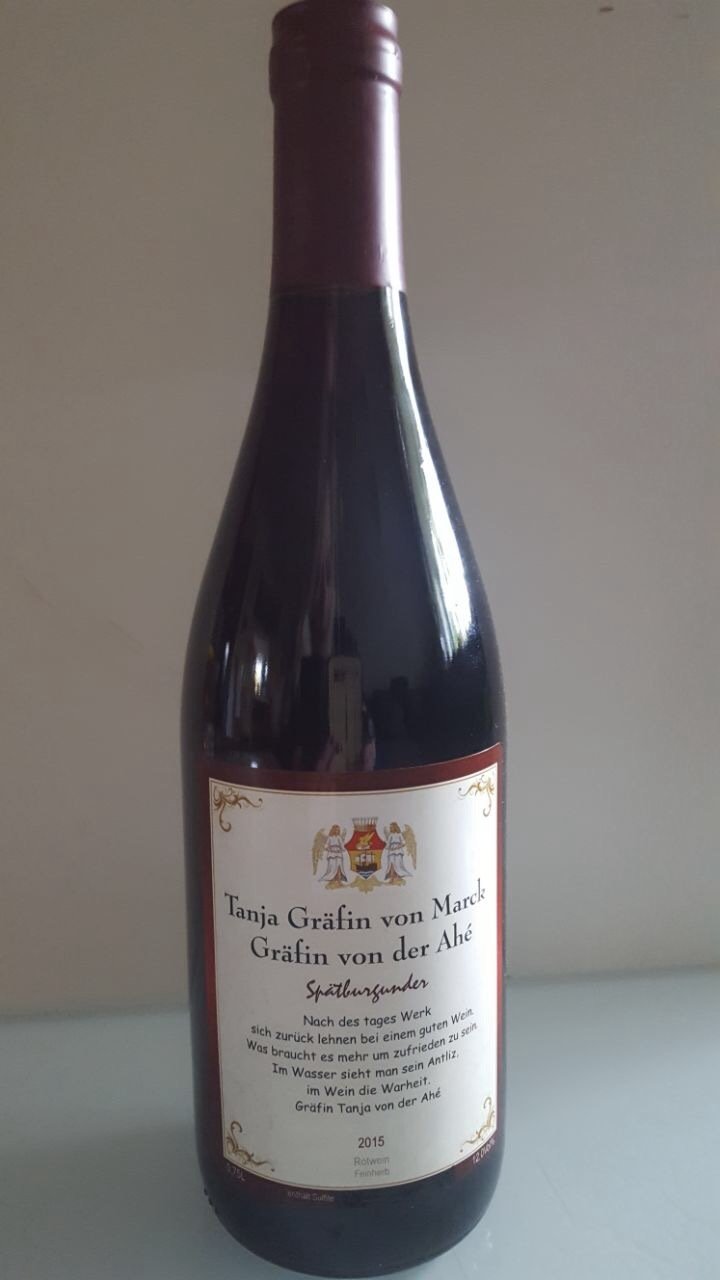 Tanja Gräfin von Marck
Gräfin von der Ahé
Spätburgunder
Nach des tages Werk
sich zurück lehnen bei einem guten Wein.
Was braucht es mehr um zufrieden zu sein.
Im Wasser sieht man sein Antliz,
im Wein die Warheit.
Gräfin Tanja von der Ahé
2015
Rotwein
Feinherb
0,75L
12.0
enthält Sulfite